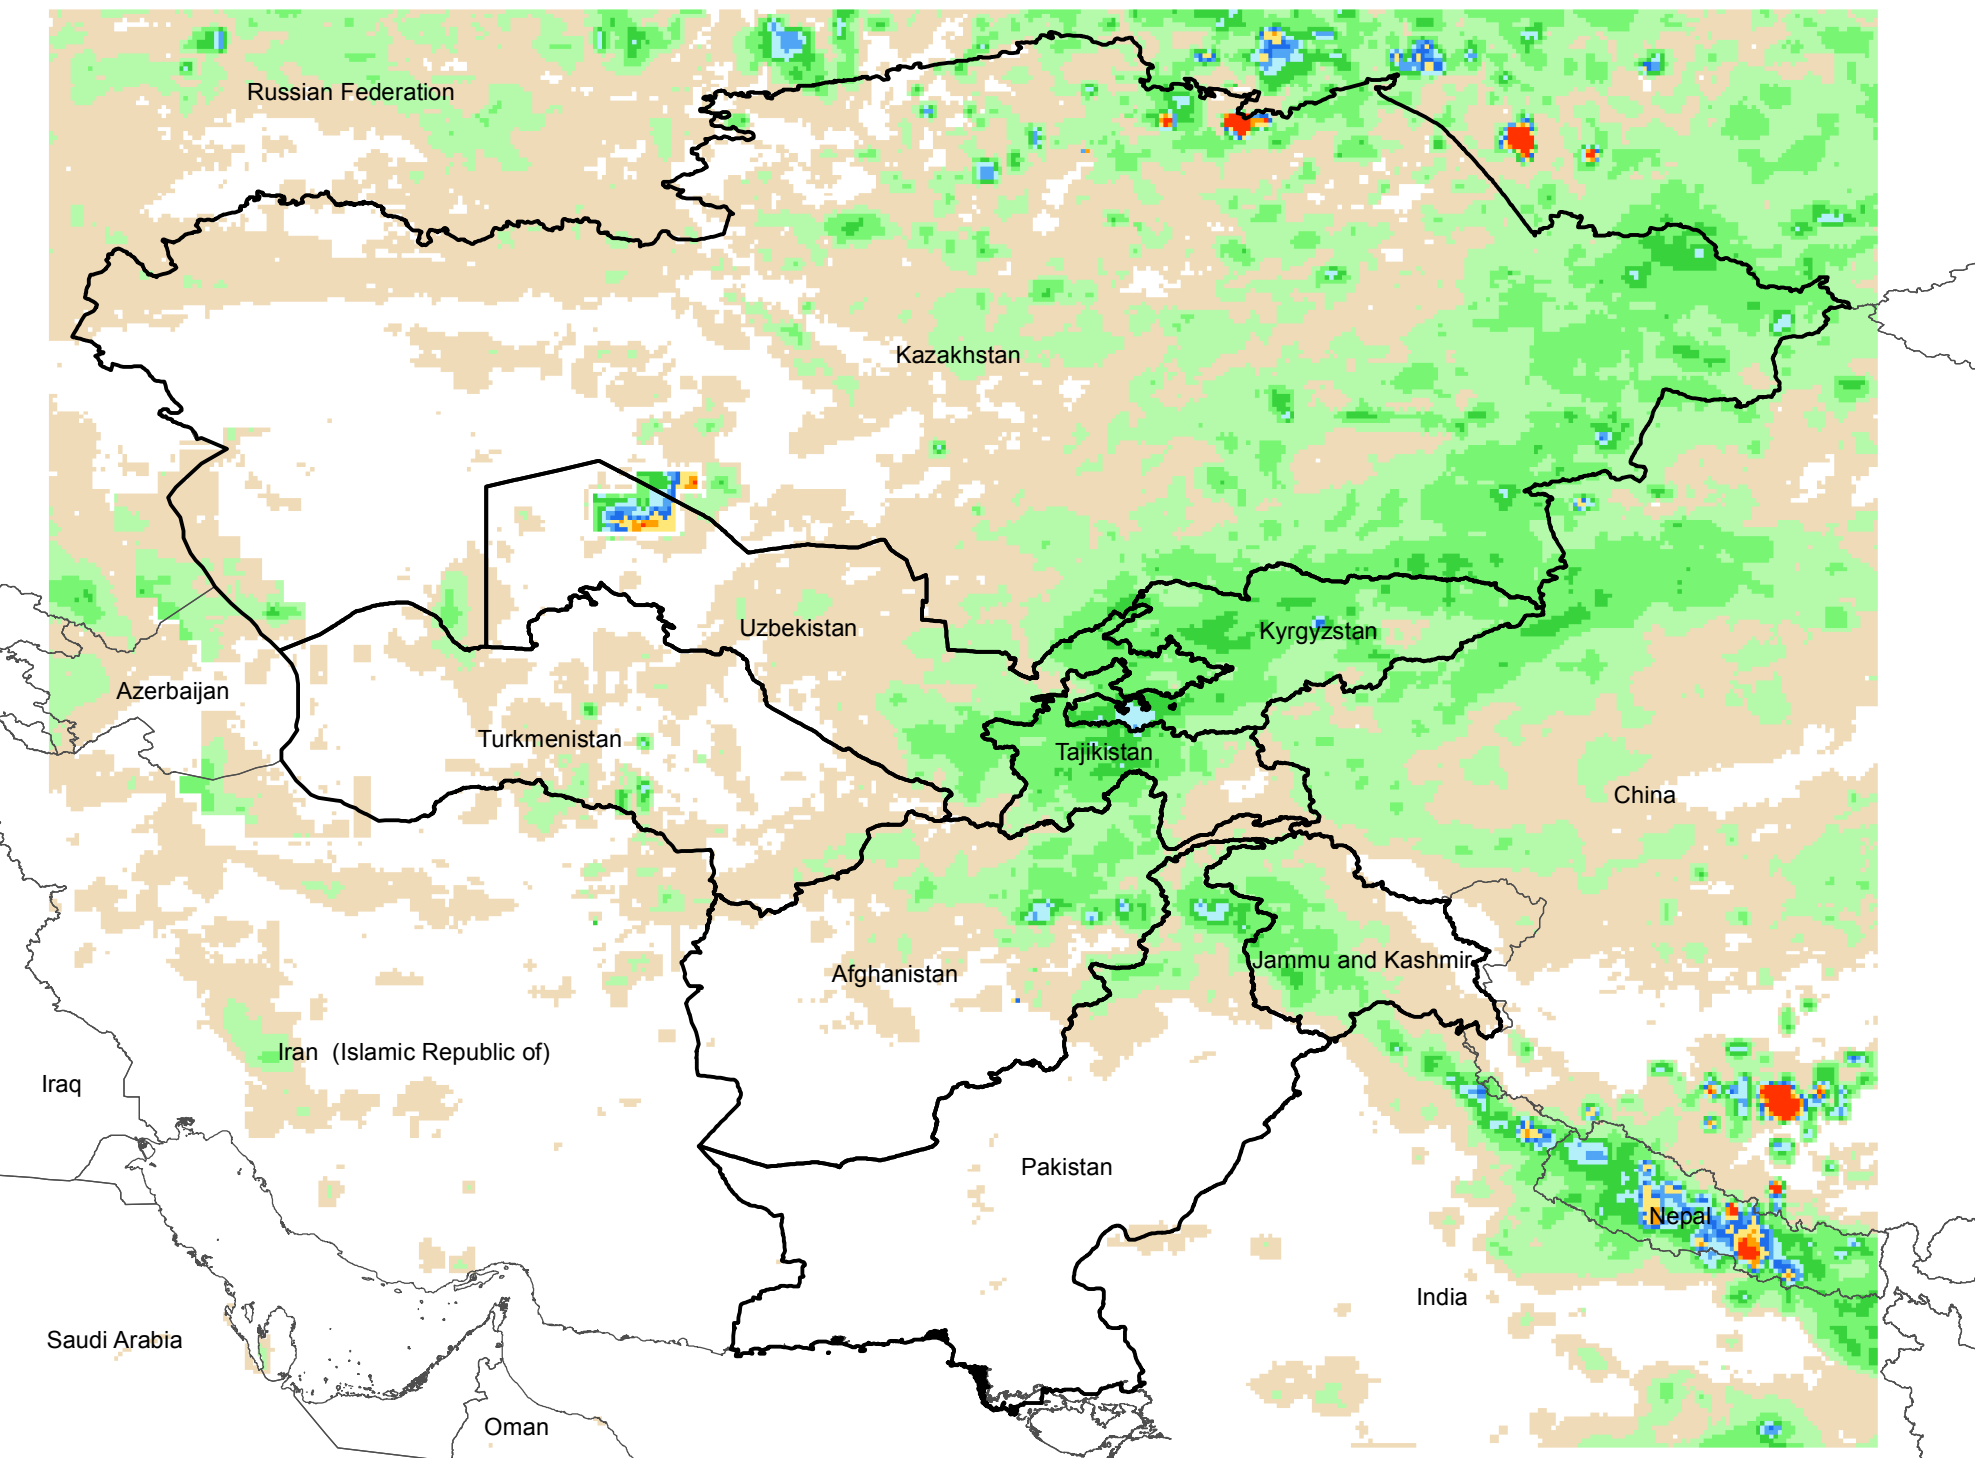 Russian Federation
Kazakhstan
Uzbekistan
Kyrgyzstan
Azerbaijan
Turkmenistan
Tajikistan
China
Afghanistan
Jammu and Kashmir
Iran (Islamic Republic of)
Iraq
Pakistan
Nepal
India
Saudi Arabia
Oman